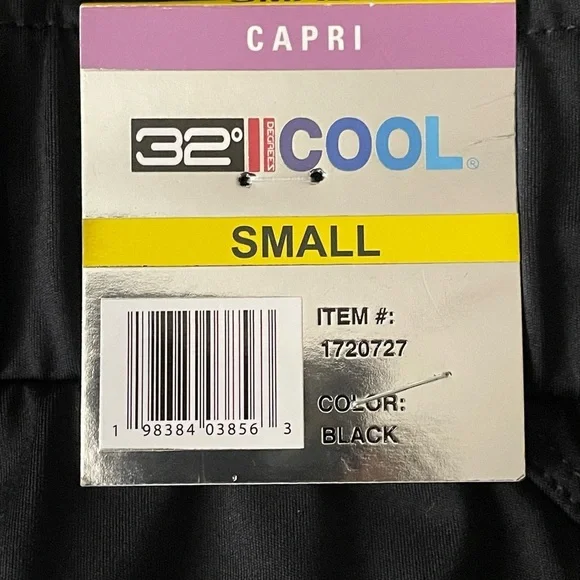 CAPRI
32° DEGREES COOL®
SMALL
ITEM #:
1720727
COLOR:
BLACK
1 98384 03856 3